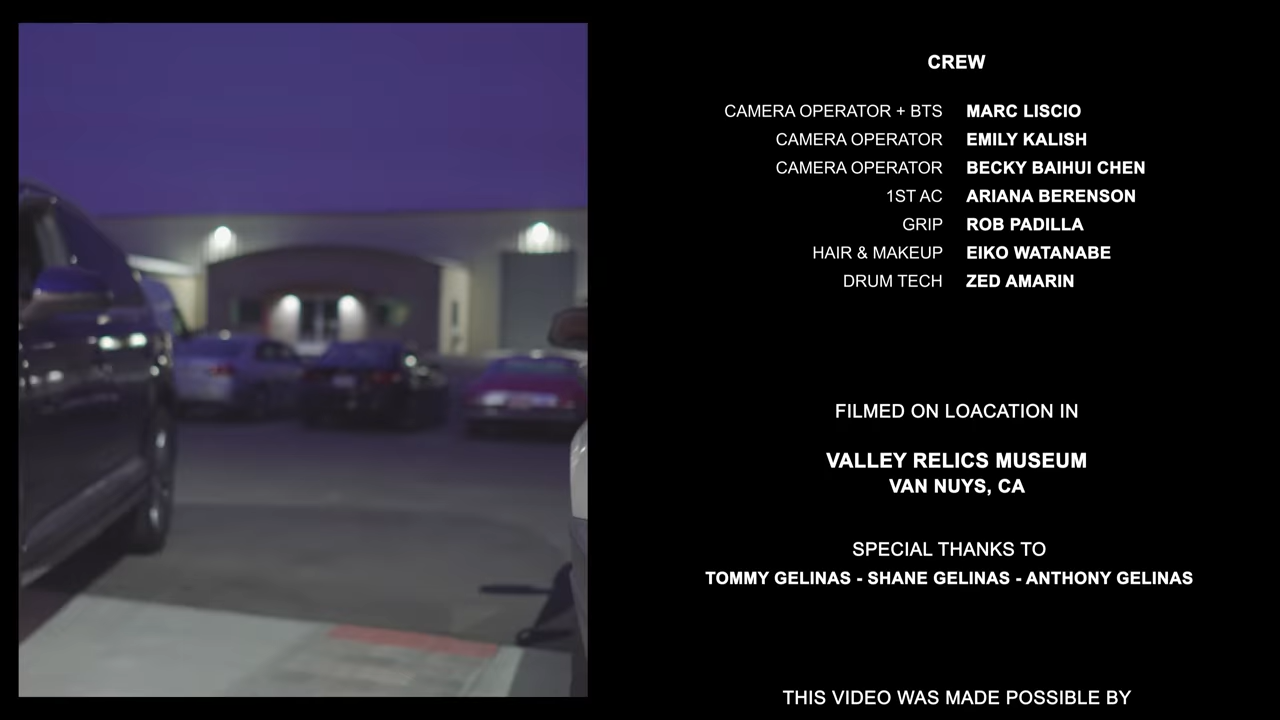 CREW
CAMERA OPERATOR + BTS MARC LISCIO
CAMERA OPERATOR EMILY KALISH
CAMERA OPERATOR BECKY BAIHUI CHEN
1ST AC ARIANA BERENSON
GRIP ROB PADILLA
HAIR & MAKEUP EIKO WATANABE
DRUM TECH ZED AMARIN
FILMED ON LOACATION IN
VALLEY RELICS MUSEUM
VAN NUYS, CA
SPECIAL THANKS TO
TOMMY GELINAS - SHANE GELINAS - ANTHONY GELINAS
THIS VIDEO WAS MADE POSSIBLE BY